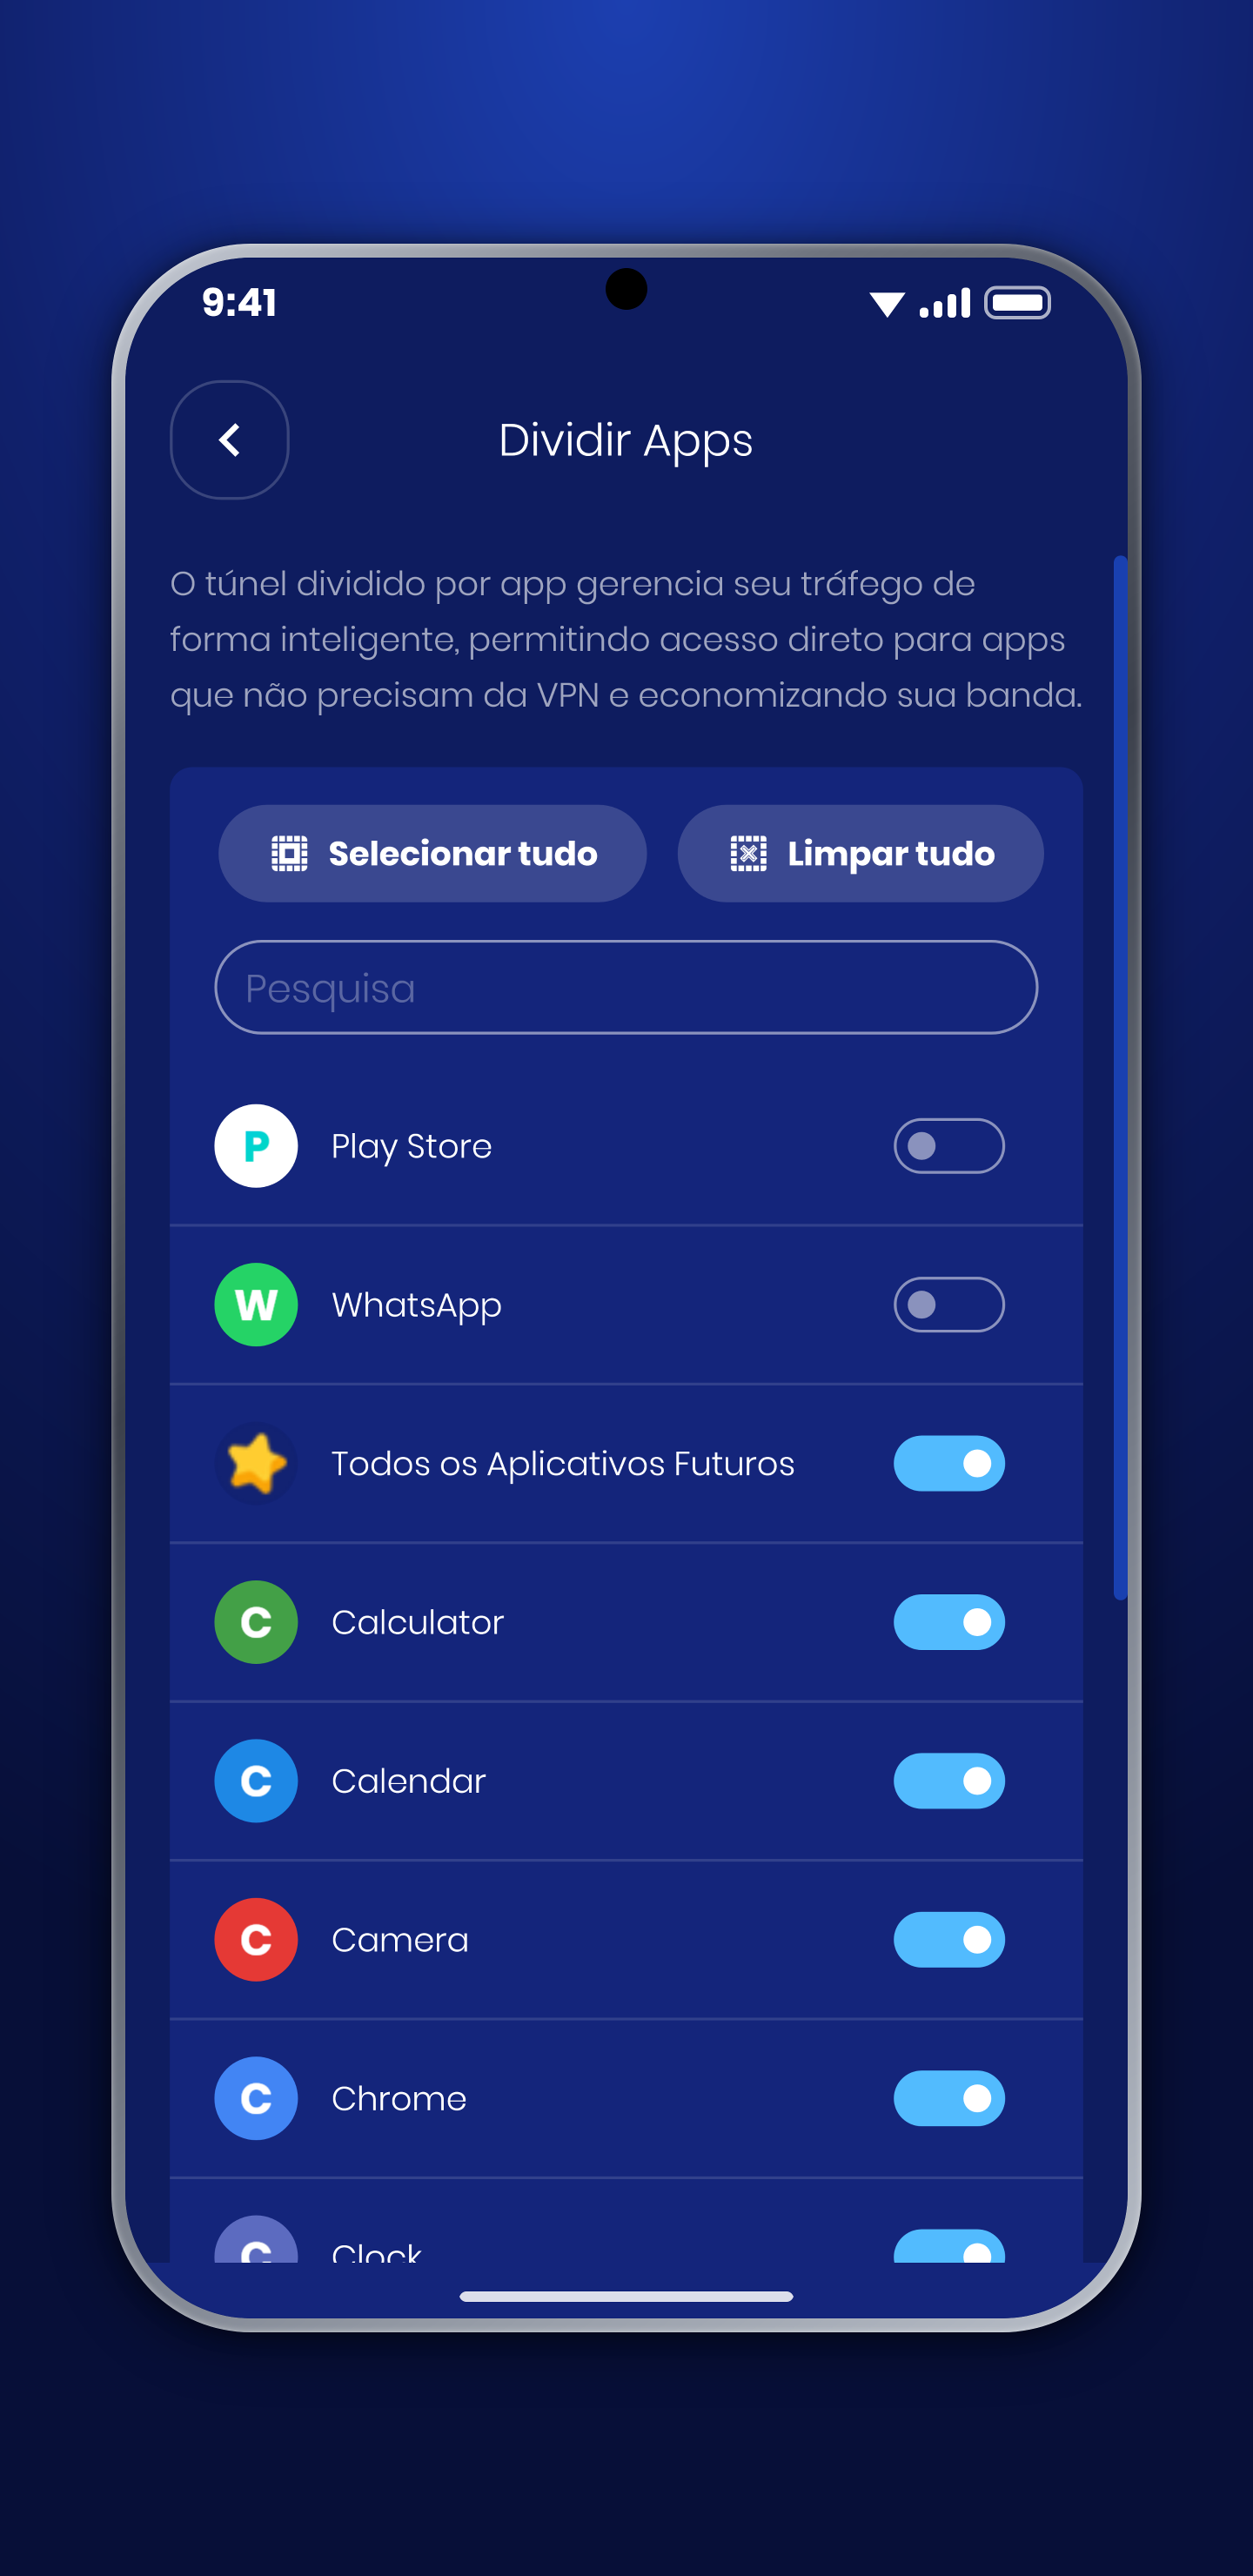 9:41
Dividir Apps
O túnel dividido por app gerencia seu tráfego de
forma inteligente, permitindo acesso direto para apps
que não precisam da VPN e economizando sua banda.
Selecionar tudo
Limpar tudo
Pesquisa
P Play Store
W WhatsApp
Todos os Aplicativos Futuros
C Calculator
C Calendar
C Camera
C Chrome
C Clock